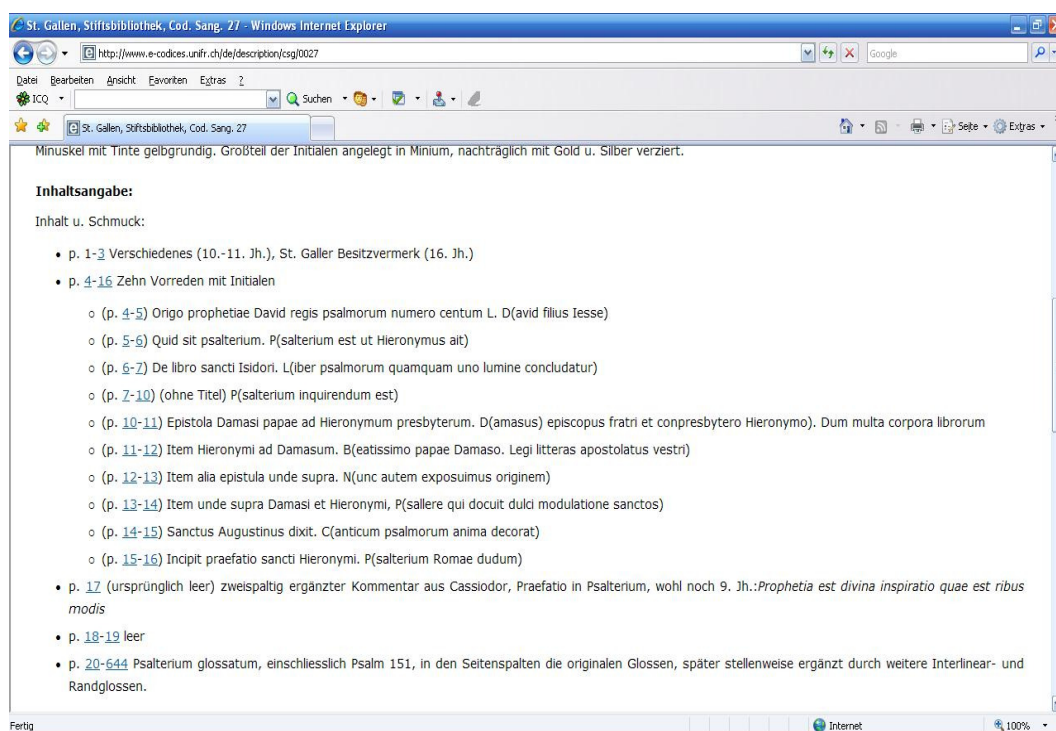 St. Gallen, Stiftsbibliothek, Cod. Sang. 27 - Windows Internet Explorer
http://www.e-codices.unifr.ch/de/description/csg/0027
Google
Datei Bearbeiten Ansicht Favoriten Extras ?
ICQ Suchen
St. Gallen, Stiftsbibliothek, Cod. Sang. 27
Seite Extras
Minuskel mit Tinte gelbgrundig. Großteil der Initialen angelegt in Minium, nachträglich mit Gold u. Silber verziert.
Inhaltsangabe:
Inhalt u. Schmuck:
• p. 1-3 Verschiedenes (10.-11. Jh.), St. Galler Besitzvermerk (16. Jh.)
• p. 4-16 Zehn Vorreden mit Initialen
o (p. 4-5) Origo prophetiae David regis psalmorum numero centum L. D(avid filius Iesse)
o (p. 5-6) Quid sit psalterium. P(salterium est ut Hieronymus ait)
o (p. 6-7) De libro sancti Isidori. L(iber psalmorum quamquam uno lumine concludatur)
o (p. 7-10) (ohne Titel) P(salterium inquirendum est)
o (p. 10-11) Epistola Damasi papae ad Hieronymum presbyterum. D(amasus) episcopus fratri et conpresbytero Hieronymo). Dum multa corpora librorum
o (p. 11-12) Item Hieronymi ad Damasum. B(eatissimo papae Damaso. Legi litteras apostolatus vestri)
o (p. 12-13) Item alia epistula unde supra. N(unc autem exposuimus originem)
o (p. 13-14) Item unde supra Damasi et Hieronymi, P(sallere qui docuit dulci modulatione sanctos)
o (p. 14-15) Sanctus Augustinus dixit. C(anticum psalmorum anima decorat)
o (p. 15-16) Incipit praefatio sancti Hieronymi. P(salterium Romae dudum)
• p. 17 (ursprünglich leer) zweispaltig ergänzter Kommentar aus Cassiodor, Praefatio in Psalterium, wohl noch 9. Jh.:Prophetia est divina inspiratio quae est ribus
modis
• p. 18-19 leer
• p. 20-644 Psalterium glossatum, einschliesslich Psalm 151, in den Seitenspalten die originalen Glossen, später stellenweise ergänzt durch weitere Interlinear- und
Randglossen.
Fertig Internet 100%